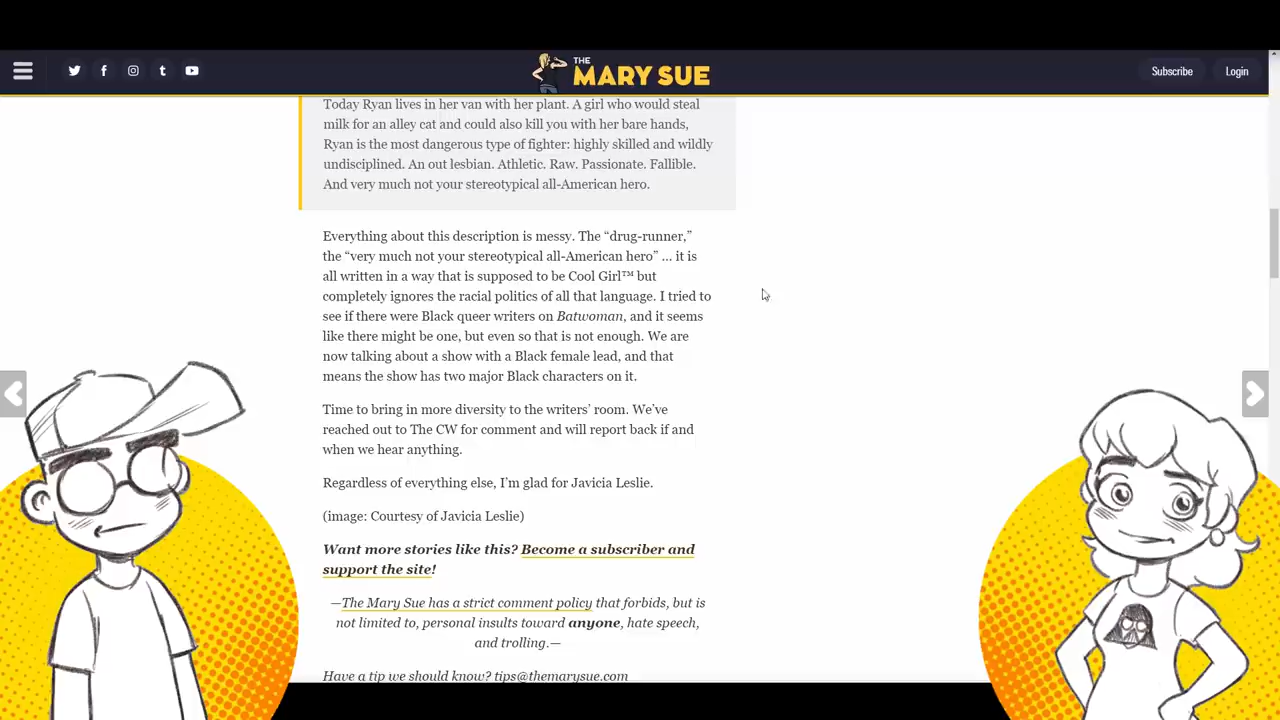 THE
MARY SUE
Subscribe
Login
Today Ryan lives in her van with her plant. A girl who would steal
milk for an alley cat and could also kill you with her bare hands,
Ryan is the most dangerous type of fighter: highly skilled and wildly
undisciplined. An out lesbian. Athletic. Raw. Passionate. Fallible.
And very much not your stereotypical all-American hero.
Everything about this description is messy. The “drug-runner,”
the “very much not your stereotypical all-American hero” … it is
all written in a way that is supposed to be Cool Girl™ but
completely ignores the racial politics of all that language. I tried to
see if there were Black queer writers on Batwoman, and it seems
like there might be one, but even so that is not enough. We are
now talking about a show with a Black female lead, and that
means the show has two major Black characters on it.
Time to bring in more diversity to the writers’ room. We’ve
reached out to The CW for comment and will report back if and
when we hear anything.
Regardless of everything else, I’m glad for Javicia Leslie.
(image: Courtesy of Javicia Leslie)
Want more stories like this? Become a subscriber and
support the site!
—The Mary Sue has a strict comment policy that forbids, but is
not limited to, personal insults toward anyone, hate speech,
and trolling.—
Have a tip we should know? tips@themarysue.com